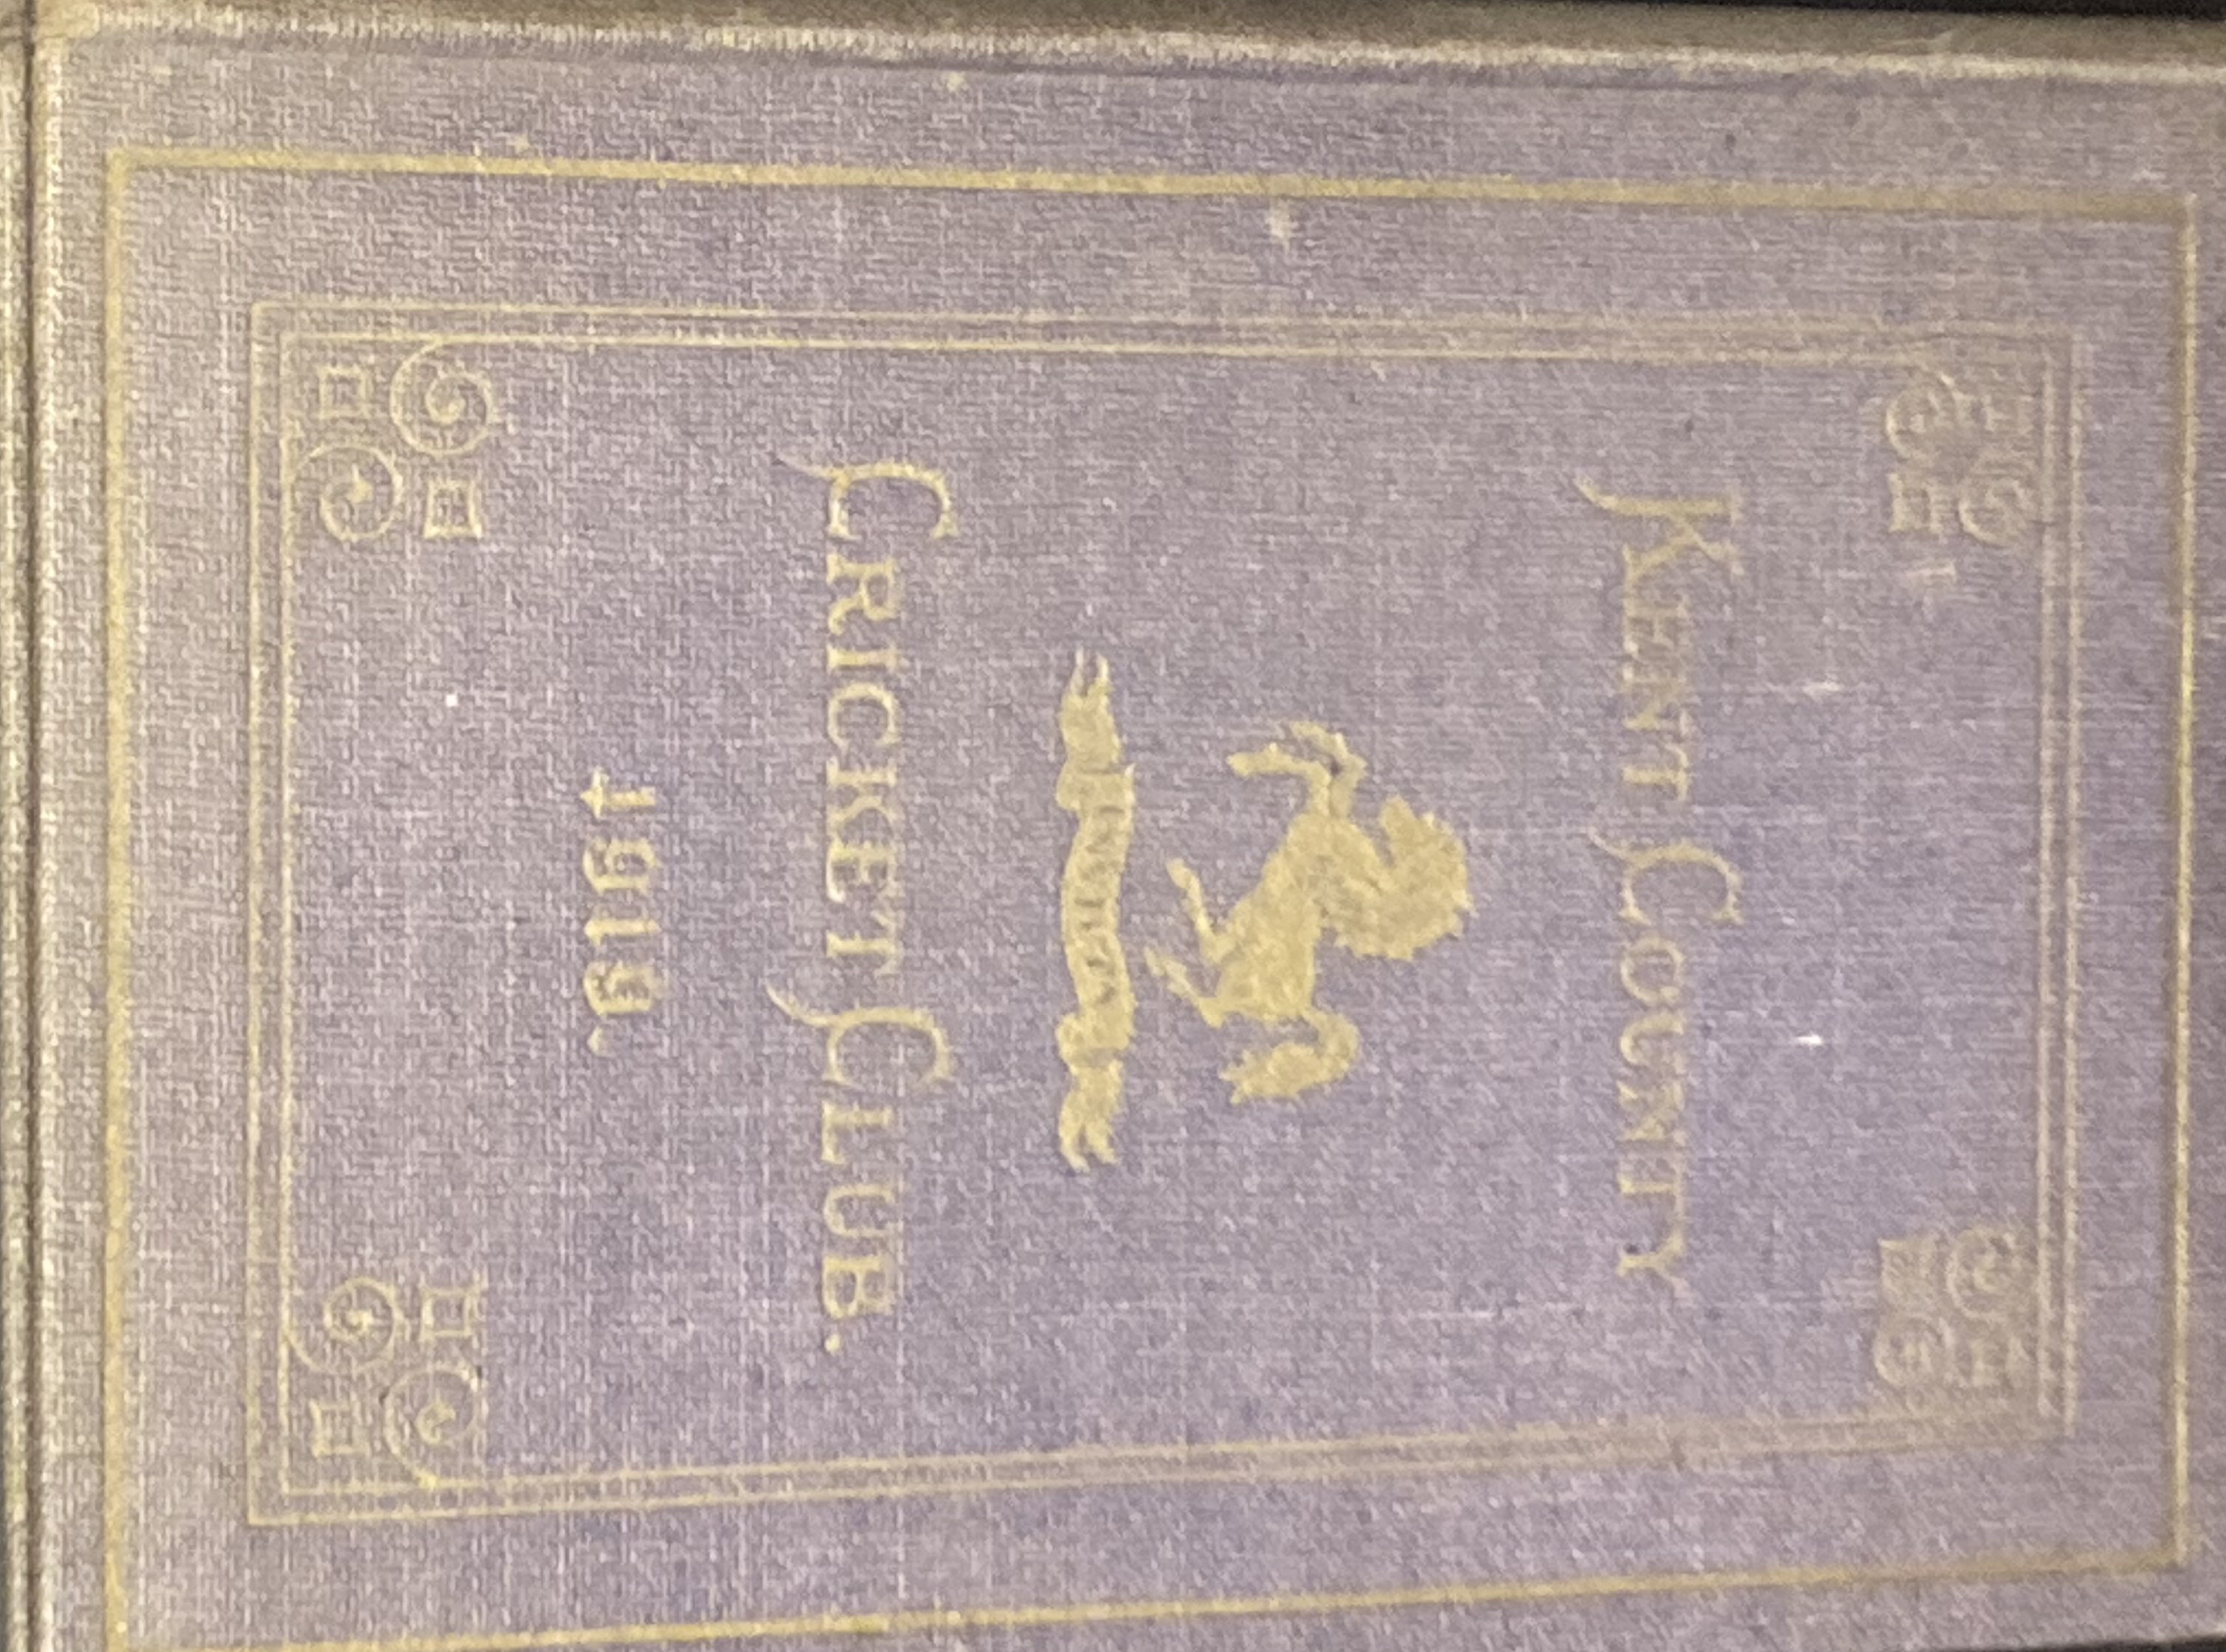 KENT COUNTY
INVICTA
CRICKET CLUB.
1919.